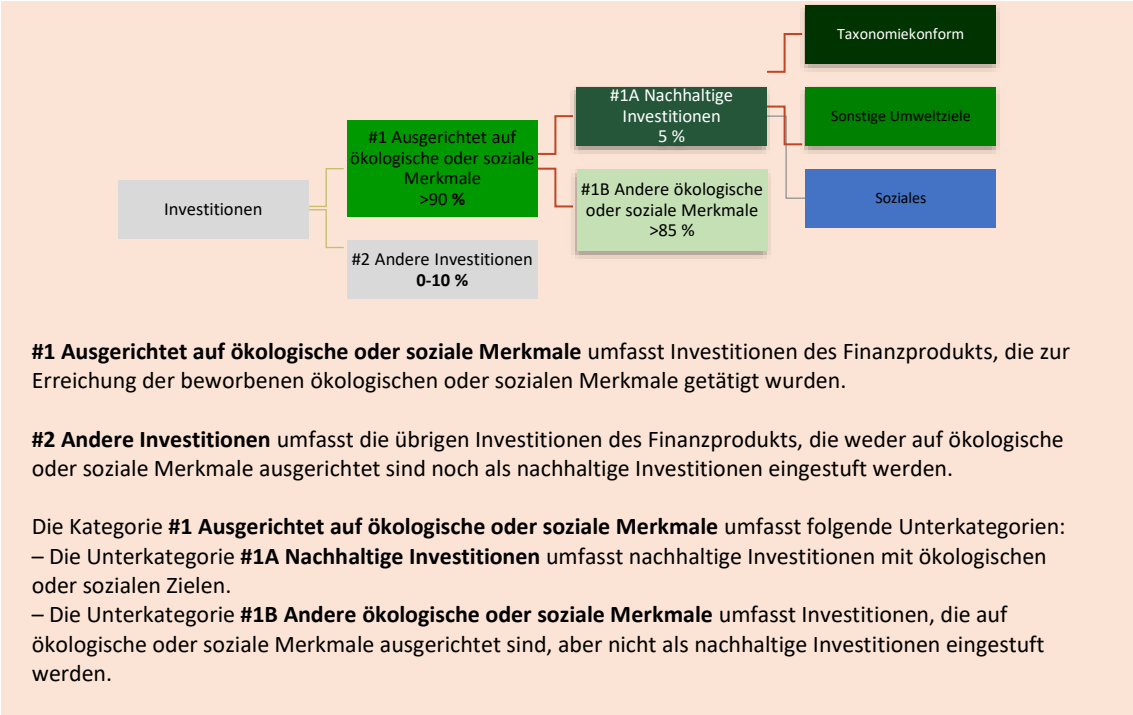 Investitionen
#1 Ausgerichtet auf
ökologische oder soziale
Merkmale
>90 %
#2 Andere Investitionen
0-10 %
#1A Nachhaltige
Investitionen
5 %
#1B Andere ökologische
oder soziale Merkmale
>85 %
Taxonomiekonform
Sonstige Umweltziele
Soziales
#1 Ausgerichtet auf ökologische oder soziale Merkmale umfasst Investitionen des Finanzprodukts, die zur
Erreichung der beworbenen ökologischen oder sozialen Merkmale getätigt wurden.
#2 Andere Investitionen umfasst die übrigen Investitionen des Finanzprodukts, die weder auf ökologische
oder soziale Merkmale ausgerichtet sind noch als nachhaltige Investitionen eingestuft werden.
Die Kategorie #1 Ausgerichtet auf ökologische oder soziale Merkmale umfasst folgende Unterkategorien:
– Die Unterkategorie #1A Nachhaltige Investitionen umfasst nachhaltige Investitionen mit ökologischen
oder sozialen Zielen.
– Die Unterkategorie #1B Andere ökologische oder soziale Merkmale umfasst Investitionen, die auf
ökologische oder soziale Merkmale ausgerichtet sind, aber nicht als nachhaltige Investitionen eingestuft
werden.